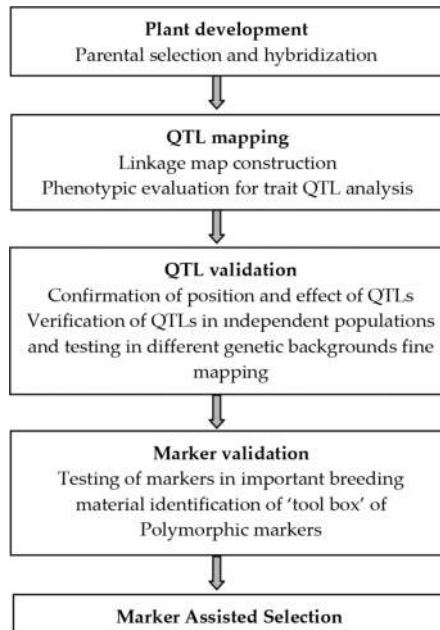 Plant development
Parental selection and hybridization
QTL mapping
Linkage map construction
Phenotypic evaluation for trait QTL analysis
QTL validation
Confirmation of position and effect of QTLs
Verification of QTLs in independent populations
and testing in different genetic backgrounds fine
mapping
Marker validation
Testing of markers in important breeding
material identification of ‘tool box’ of
Polymorphic markers
Marker Assisted Selection